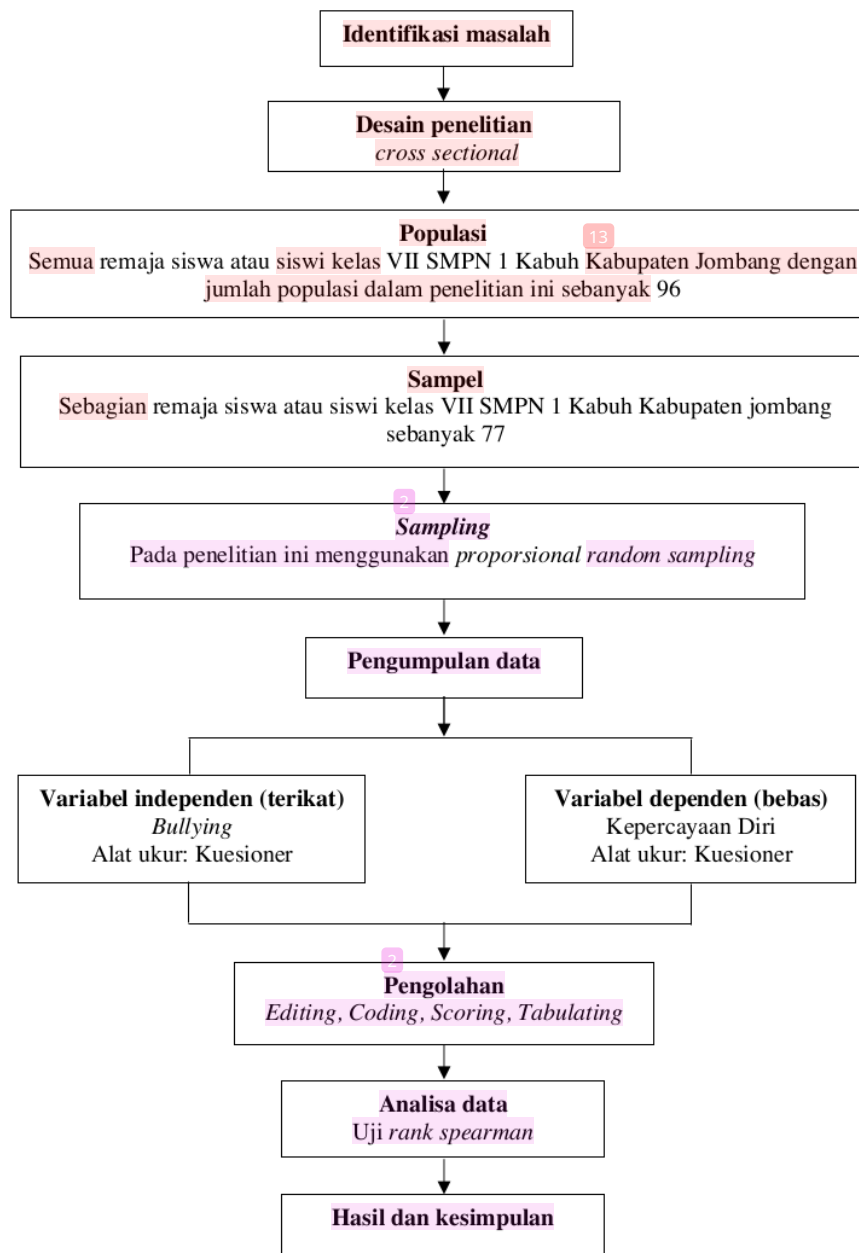 Identifikasi masalah
Desain penelitian
cross sectional
Populasi
13
Semua remaja siswa atau siswi kelas VII SMPN 1 Kabuh Kabupaten Jombang dengan
jumlah populasi dalam penelitian ini sebanyak 96
Sampel
Sebagian remaja siswa atau siswi kelas VII SMPN 1 Kabuh Kabupaten jombang
sebanyak 77
2
Sampling
Pada penelitian ini menggunakan proporsional random sampling
Pengumpulan data
Variabel independen (terikat)
Bullying
Alat ukur: Kuesioner
Variabel dependen (bebas)
Kepercayaan Diri
Alat ukur: Kuesioner
2
Pengolahan
Editing, Coding, Scoring, Tabulating
Analisa data
Uji rank spearman
Hasil dan kesimpulan